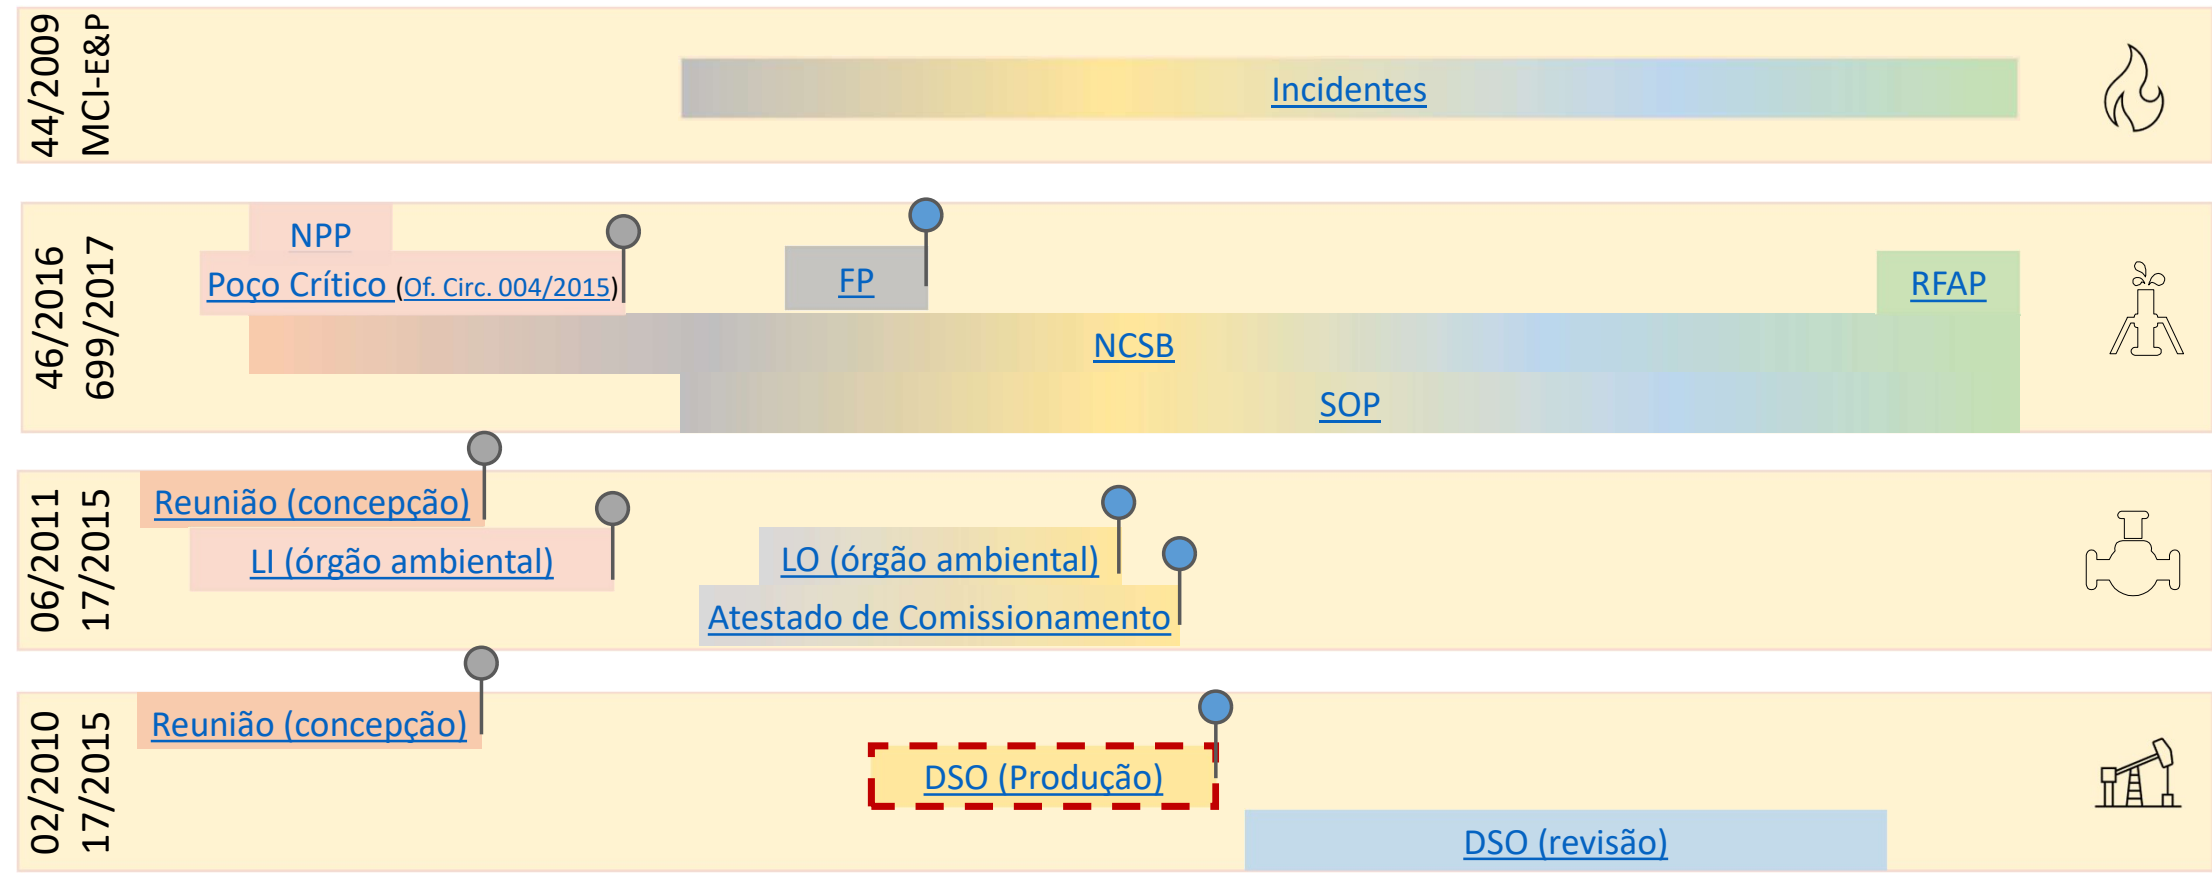 44/2009
MCI-E&P
Incidentes
46/2016
699/2017
NPP
Poço Crítico (Of. Circ. 004/2015)
FP
RFAP
NCSB
SOP
06/2011
17/2015
Reunião (concepção)
LI (órgão ambiental)
LO (órgão ambiental)
Atestado de Comissionamento
02/2010
17/2015
Reunião (concepção)
DSO (Produção)
DSO (revisão)